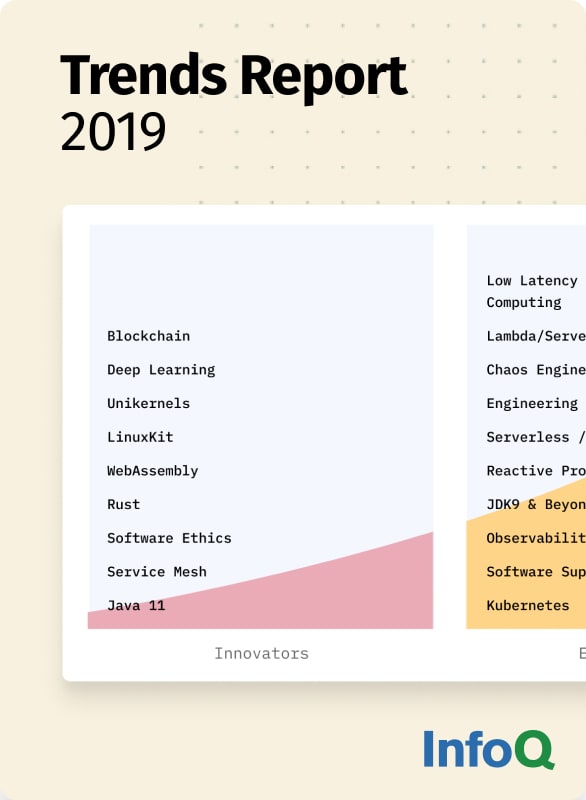 Trends Report
2019
Blockchain
Deep Learning
Unikernels
LinuxKit
WebAssembly
Rust
Software Ethics
Service Mesh
Java 11
Innovators
Low Latency
Computing
Lambda/Serve
Chaos Engine
Engineering
Serverless /
Reactive Pro
JDK9 & Beyon
Observabilit
Software Sup
Kubernetes
E
InfoQ